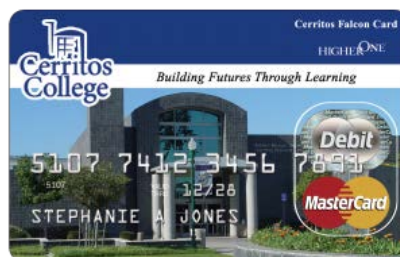 Cerritos Falcon Card
HIGHER ONE
Cerritos
College
Building Futures Through Learning
Debit
5107 7412 3456 7891
5107
12/28
MasterCard
STEPHANIE A JONES